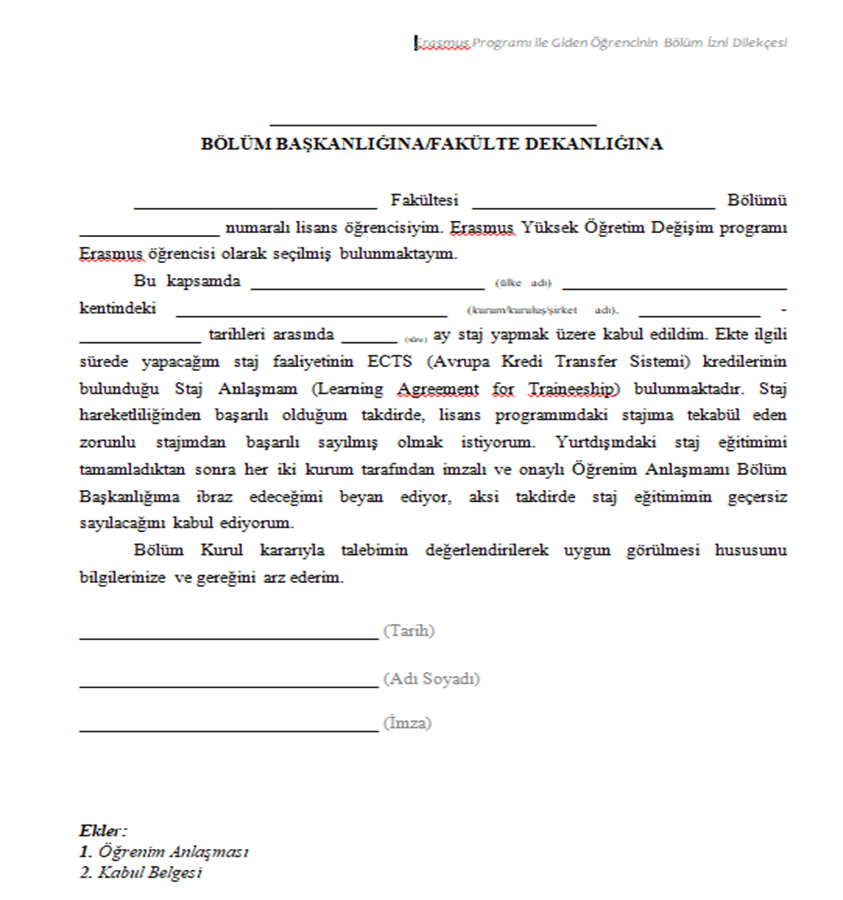 Erasmus Programı ile Giden Öğrencinin Bölüm İzni Dilekçesi
BÖLÜM BAŞKANLIĞINA/FAKÜLTE DEKANLIĞINA
Fakültesi Bölümü
numaralı lisans öğrencisiyim. Erasmus Yüksek Öğretim Değişim programı
Erasmus öğrencisi olarak seçilmiş bulunmaktayım.
Bu kapsamda (ülke adı)
kentindeki (kurum/kuruluş/şirket adı), -
tarihleri arasında (süre) ay staj yapmak üzere kabul edildim. Ekte ilgili
sürede yapacağım staj faaliyetinin ECTS (Avrupa Kredi Transfer Sistemi) kredilerinin
bulunduğu Staj Anlaşmam (Learning Agreement for Traineeship) bulunmaktadır. Staj
hareketliliğinden başarılı olduğum takdirde, lisans programımdaki stajıma tekabül eden
zorunlu stajımdan başarılı sayılmış olmak istiyorum. Yurtdışındaki staj eğitimimi
tamamladıktan sonra her iki kurum tarafından imzalı ve onaylı Öğrenim Anlaşmamı Bölüm
Başkanlığıma ibraz edeceğimi beyan ediyor, aksi takdirde staj eğitimimin geçersiz
sayılacağını kabul ediyorum.
Bölüm Kurul kararıyla talebimin değerlendirilerek uygun görülmesi hususunu
bilgilerinize ve gereğini arz ederim.
(Tarih)
(Adı Soyadı)
(İmza)
Ekler:
1. Öğrenim Anlaşması
2. Kabul Belgesi